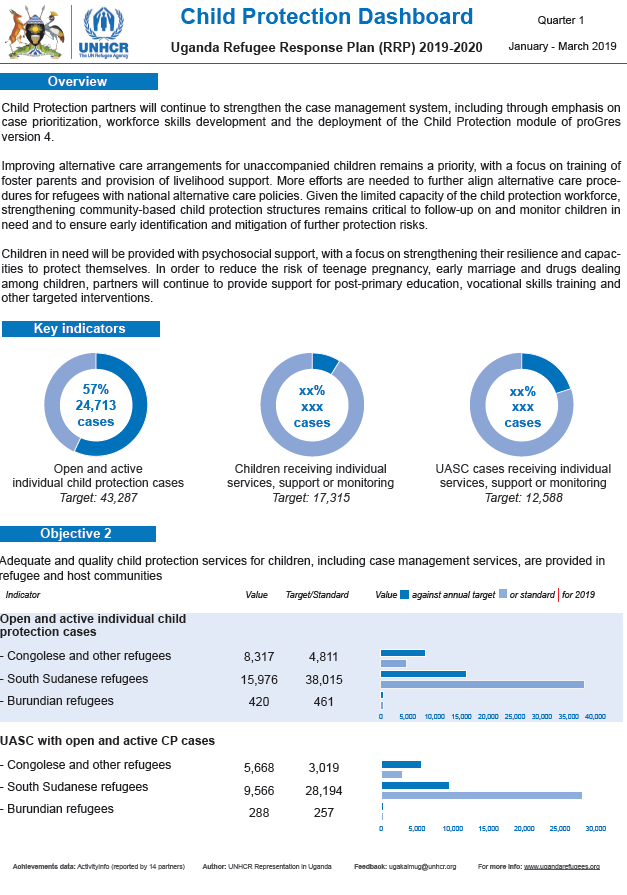 Child Protection Dashboard
Uganda Refugee Response Plan (RRP) 2019-2020
Quarter 1
January - March 2019
UNHCR
The UN Refugee Agency
Overview
Child Protection partners will continue to strengthen the case management system, including through emphasis on
case prioritization, workforce skills development and the deployment of the Child Protection module of proGres
version 4.
Improving alternative care arrangements for unaccompanied children remains a priority, with a focus on training of
foster parents and provision of livelihood support. More efforts are needed to further align alternative care proce-
dures for refugees with national alternative care policies. Given the limited capacity of the child protection workforce,
strengthening community-based child protection structures remains critical to follow-up on and monitor children in
need and to ensure early identification and mitigation of further protection risks.
Children in need will be provided with psychosocial support, with a focus on strengthening their resilience and capac-
ities to protect themselves. In order to reduce the risk of teenage pregnancy, early marriage and drugs dealing
among children, partners will continue to provide support for post-primary education, vocational skills training and
other targeted interventions.
Key indicators
57%
24,713
cases
Open and active
individual child protection cases
Target: 43,287
xx%
xxx
cases
Children receiving individual
services, support or monitoring
Target: 17,315
xx%
xxx
cases
UASC cases receiving individual
services, support or monitoring
Target: 12,588
Objective 2
Adequate and quality child protection services for children, including case management services, are provided in
refugee and host communities
Indicator Value Target/Standard Value against annual target or standard for 2019
Open and active individual child
protection cases
- Congolese and other refugees 8,317 4,811
- South Sudanese refugees 15,976 38,015
- Burundian refugees 420 461
0 5,000 10,000 15,000 20,000 25,000 30,000 35,000 40,000
UASC with open and active CP cases
- Congolese and other refugees 5,668 3,019
- South Sudanese refugees 9,566 28,194
- Burundian refugees 288 257
0 5,000 10,000 15,000 20,000 25,000 30,000
Achievements data: ActivityInfo (reported by 14 partners) Author: UNHCR Representation in Uganda Feedback: ugakaimug@unhcr.org For more info: www.ugandarefugees.org